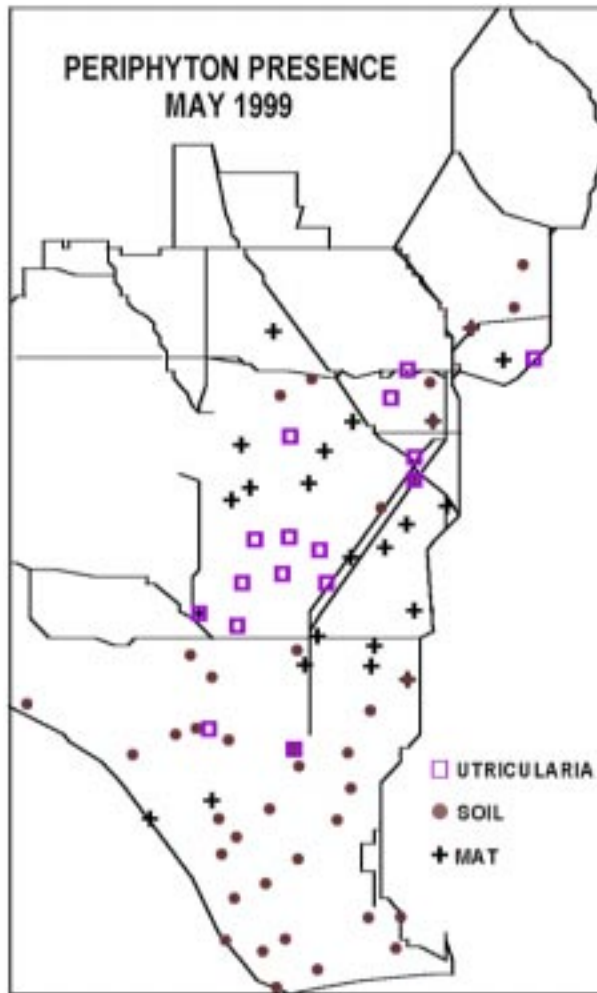 PERIPHYTON PRESENCE
MAY 1999
UTRICULARIA
SOIL
MAT